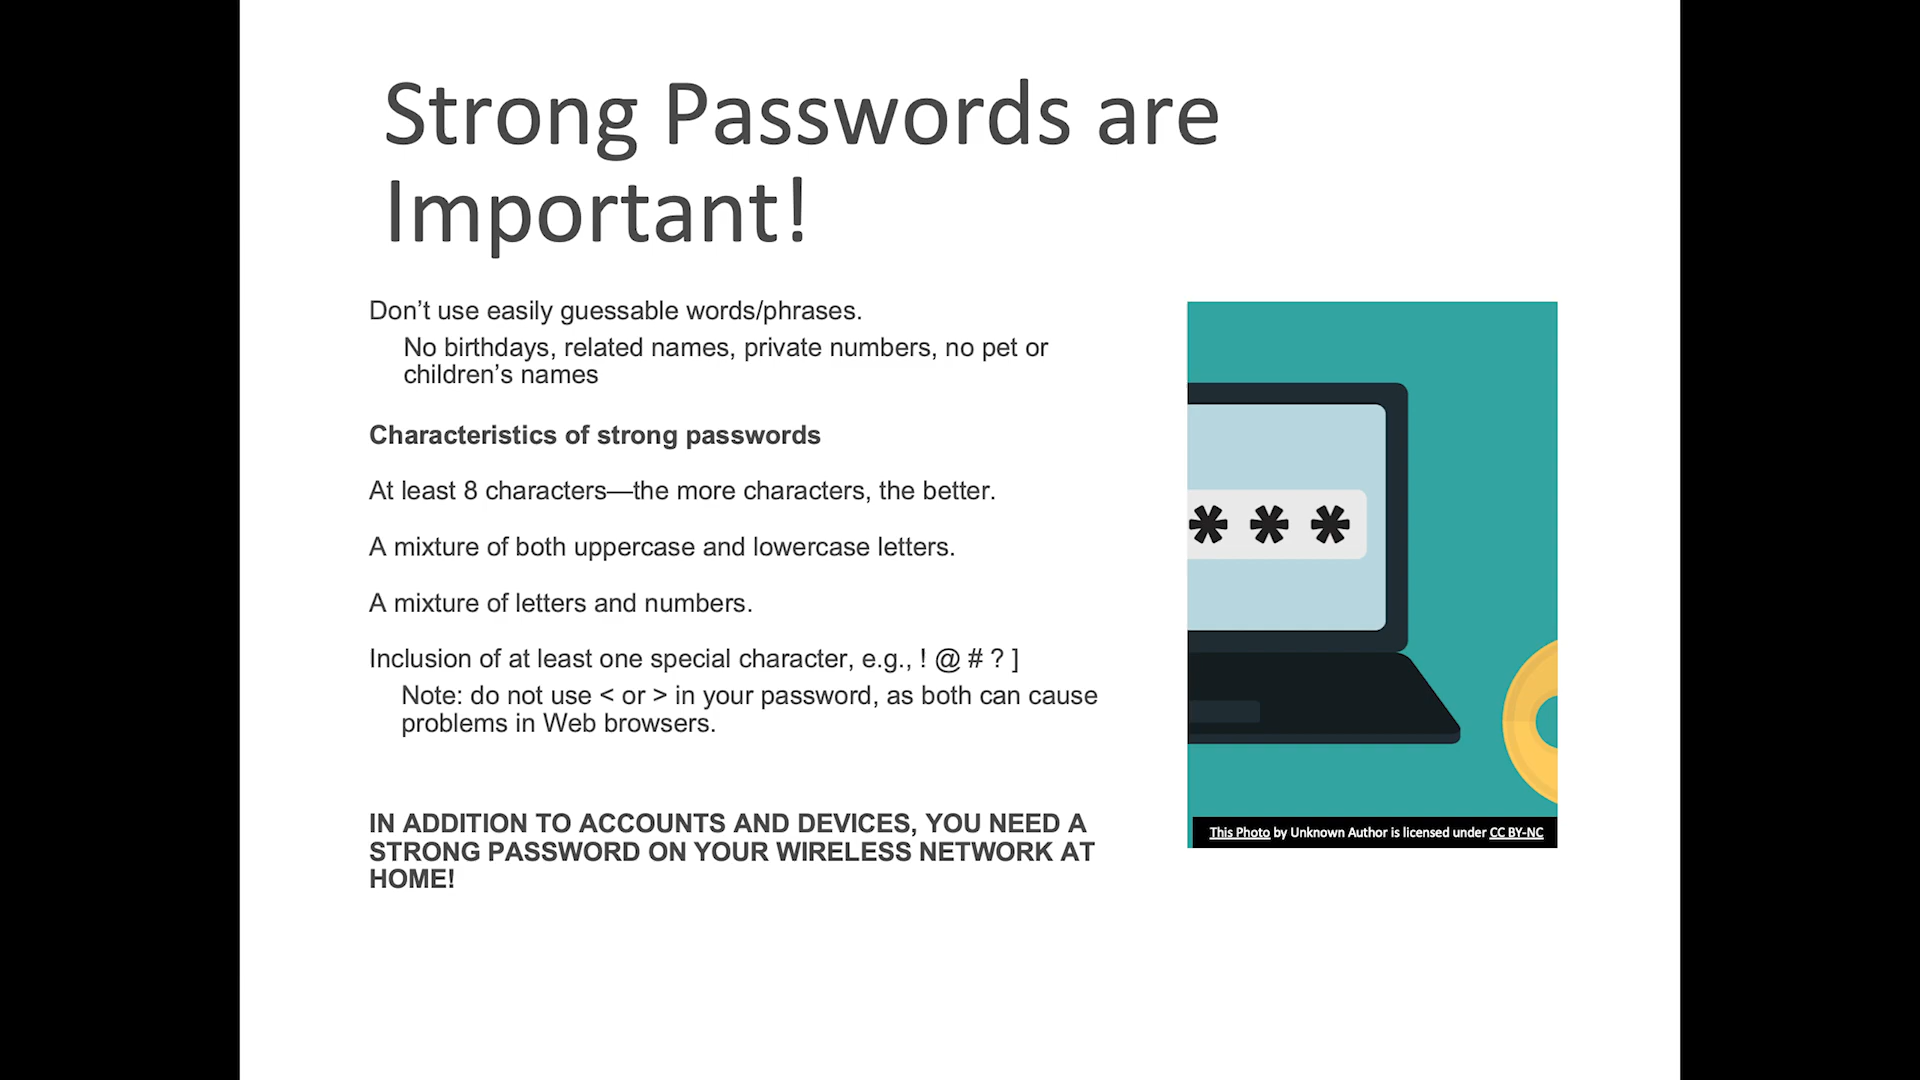 Strong Passwords are
Important!
Don’t use easily guessable words/phrases.
No birthdays, related names, private numbers, no pet or
children’s names
Characteristics of strong passwords
At least 8 characters—the more characters, the better.
A mixture of both uppercase and lowercase letters.
A mixture of letters and numbers.
Inclusion of at least one special character, e.g., ! @ # ? ]
Note: do not use < or > in your password, as both can cause
problems in Web browsers.
IN ADDITION TO ACCOUNTS AND DEVICES, YOU NEED A
STRONG PASSWORD ON YOUR WIRELESS NETWORK AT
HOME!
* * *
This Photo by Unknown Author is licensed under CC BY-NC